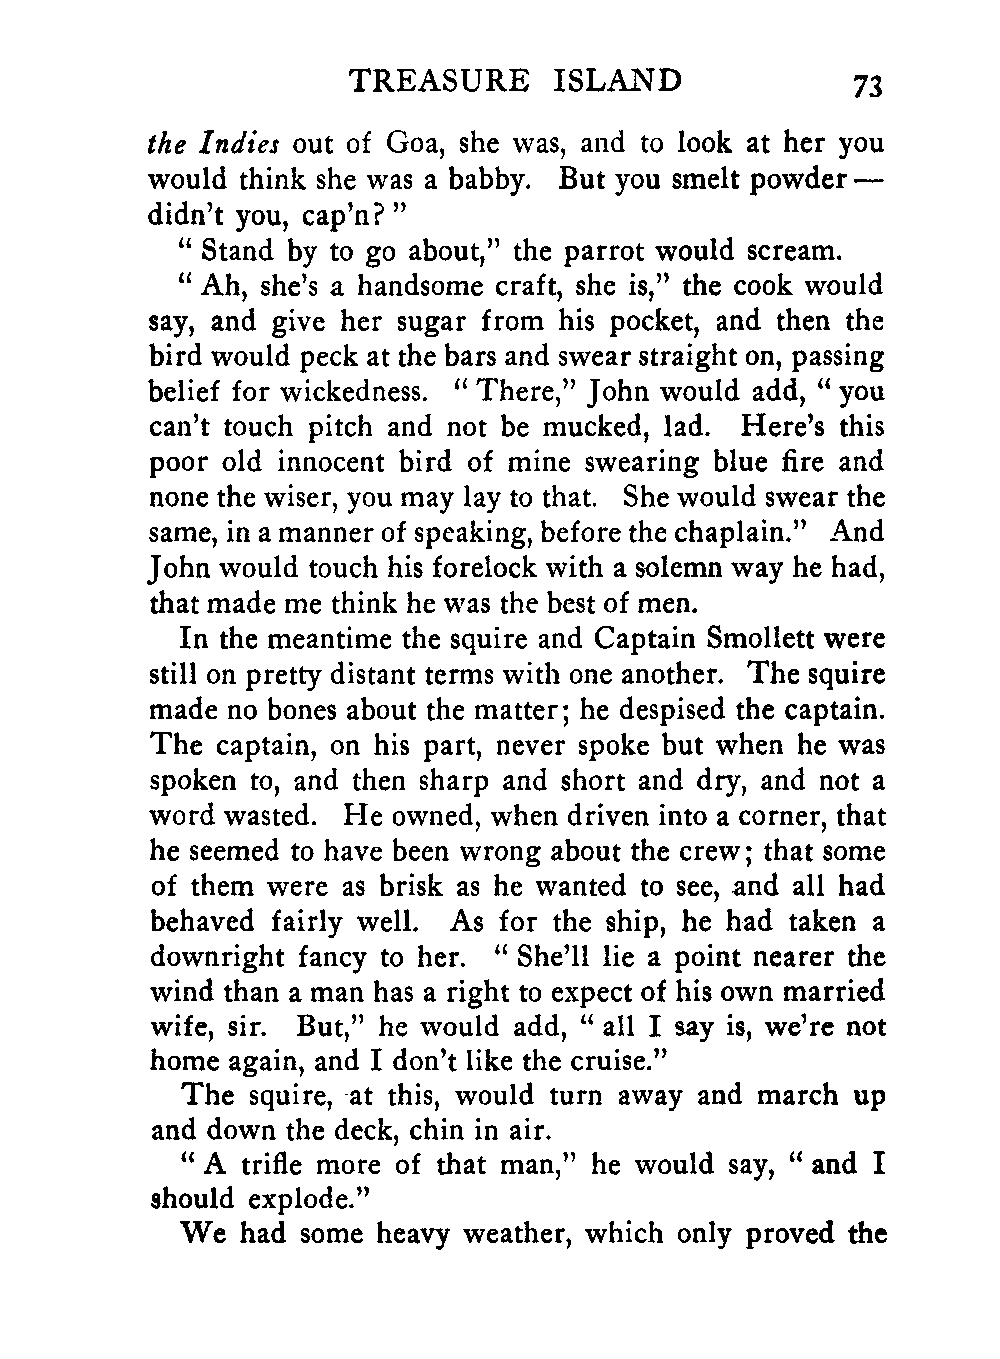 TREASURE ISLAND 73
the Indies out of Goa, she was, and to look at her you
would think she was a babby. But you smelt powder —
didn't you, cap'n? "
" Stand by to go about," the parrot would scream.
" Ah, she's a handsome craft, she is," the cook would
say, and give her sugar from his pocket, and then the
bird would peck at the bars and swear straight on, passing
belief for wickedness. " There," John would add, " you
can't touch pitch and not be mucked, lad. Here's this
poor old innocent bird of mine swearing blue fire and
none the wiser, you may lay to that. She would swear the
same, in a manner of speaking, before the chaplain." And
John would touch his forelock with a solemn way he had,
that made me think he was the best of men.
In the meantime the squire and Captain Smollett were
still on pretty distant terms with one another. The squire
made no bones about the matter; he despised the captain.
The captain, on his part, never spoke but when he was
spoken to, and then sharp and short and dry, and not a
word wasted. He owned, when driven into a corner, that
he seemed to have been wrong about the crew; that some
of them were as brisk as he wanted to see, and all had
behaved fairly well. As for the ship, he had taken a
downright fancy to her. " She'll lie a point nearer the
wind than a man has a right to expect of his own married
wife, sir. But," he would add, " all I say is, we're not
home again, and I don't like the cruise."
The squire, at this, would turn away and march up
and down the deck, chin in air.
" A trifle more of that man," he would say, " and I
should explode."
We had some heavy weather, which only proved the